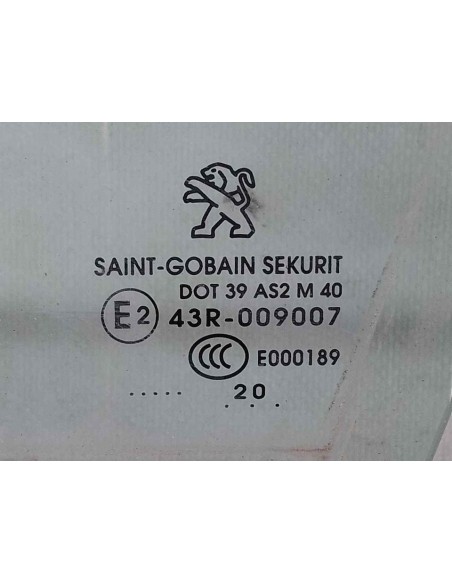 SAINT-GOBAIN SEKURIT
DOT 39 AS2 M 40
E2 43R-009007
CCC E000189
..... 20
. . . .